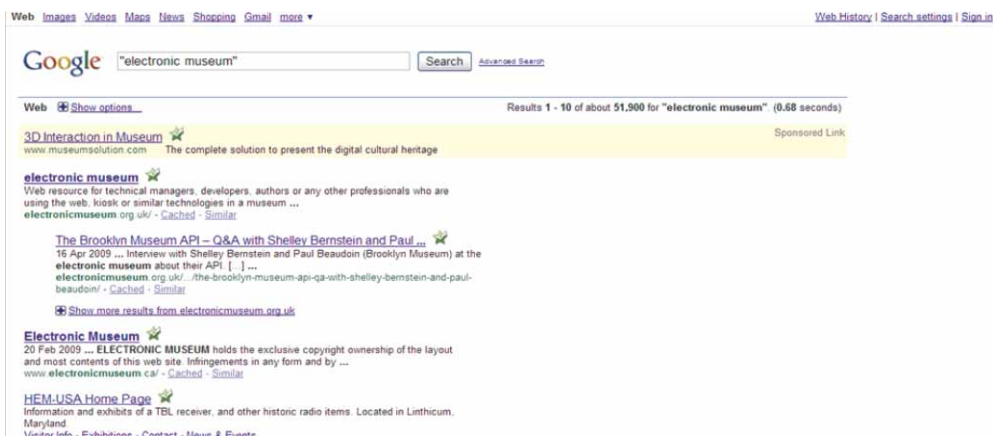 Web Images Videos Maps News Shopping Gmail more ▼ Web History | Search settings | Sign in
Google "electronic museum" Search Advanced Search
Web Show options... Results 1 - 10 of about 51,900 for "electronic museum". (0.68 seconds)
3D Interaction in Museum Sponsored Link
www.museumsolution.com The complete solution to present the digital cultural heritage
electronic museum
Web resource for technical managers, developers, authors or any other professionals who are
using the web, kiosk or similar technologies in a museum ...
electronicmuseum.org.uk/ - Cached - Similar
The Brooklyn Museum API – Q&A with Shelley Bernstein and Paul ...
16 Apr 2009 ... Interview with Shelley Bernstein and Paul Beaudoin (Brooklyn Museum) at the
electronic museum about their API. [...] ...
electronicmuseum.org.uk/.../the-brooklyn-museum-api-qa-with-shelley-bernstein-and-paul-
beaudoin/ - Cached - Similar
Show more results from electronicmuseum.org.uk
Electronic Museum
20 Feb 2009 ... ELECTRONIC MUSEUM holds the exclusive copyright ownership of the layout
and most contents of this web site. Infringements in any form and by ...
www.electronicmuseum.ca/ - Cached - Similar
HEM-USA Home Page
Information and exhibits of a TBL receiver, and other historic radio items. Located in Linthicum,
Maryland.
Visitor Info - Exhibitions - Contact - News & Events